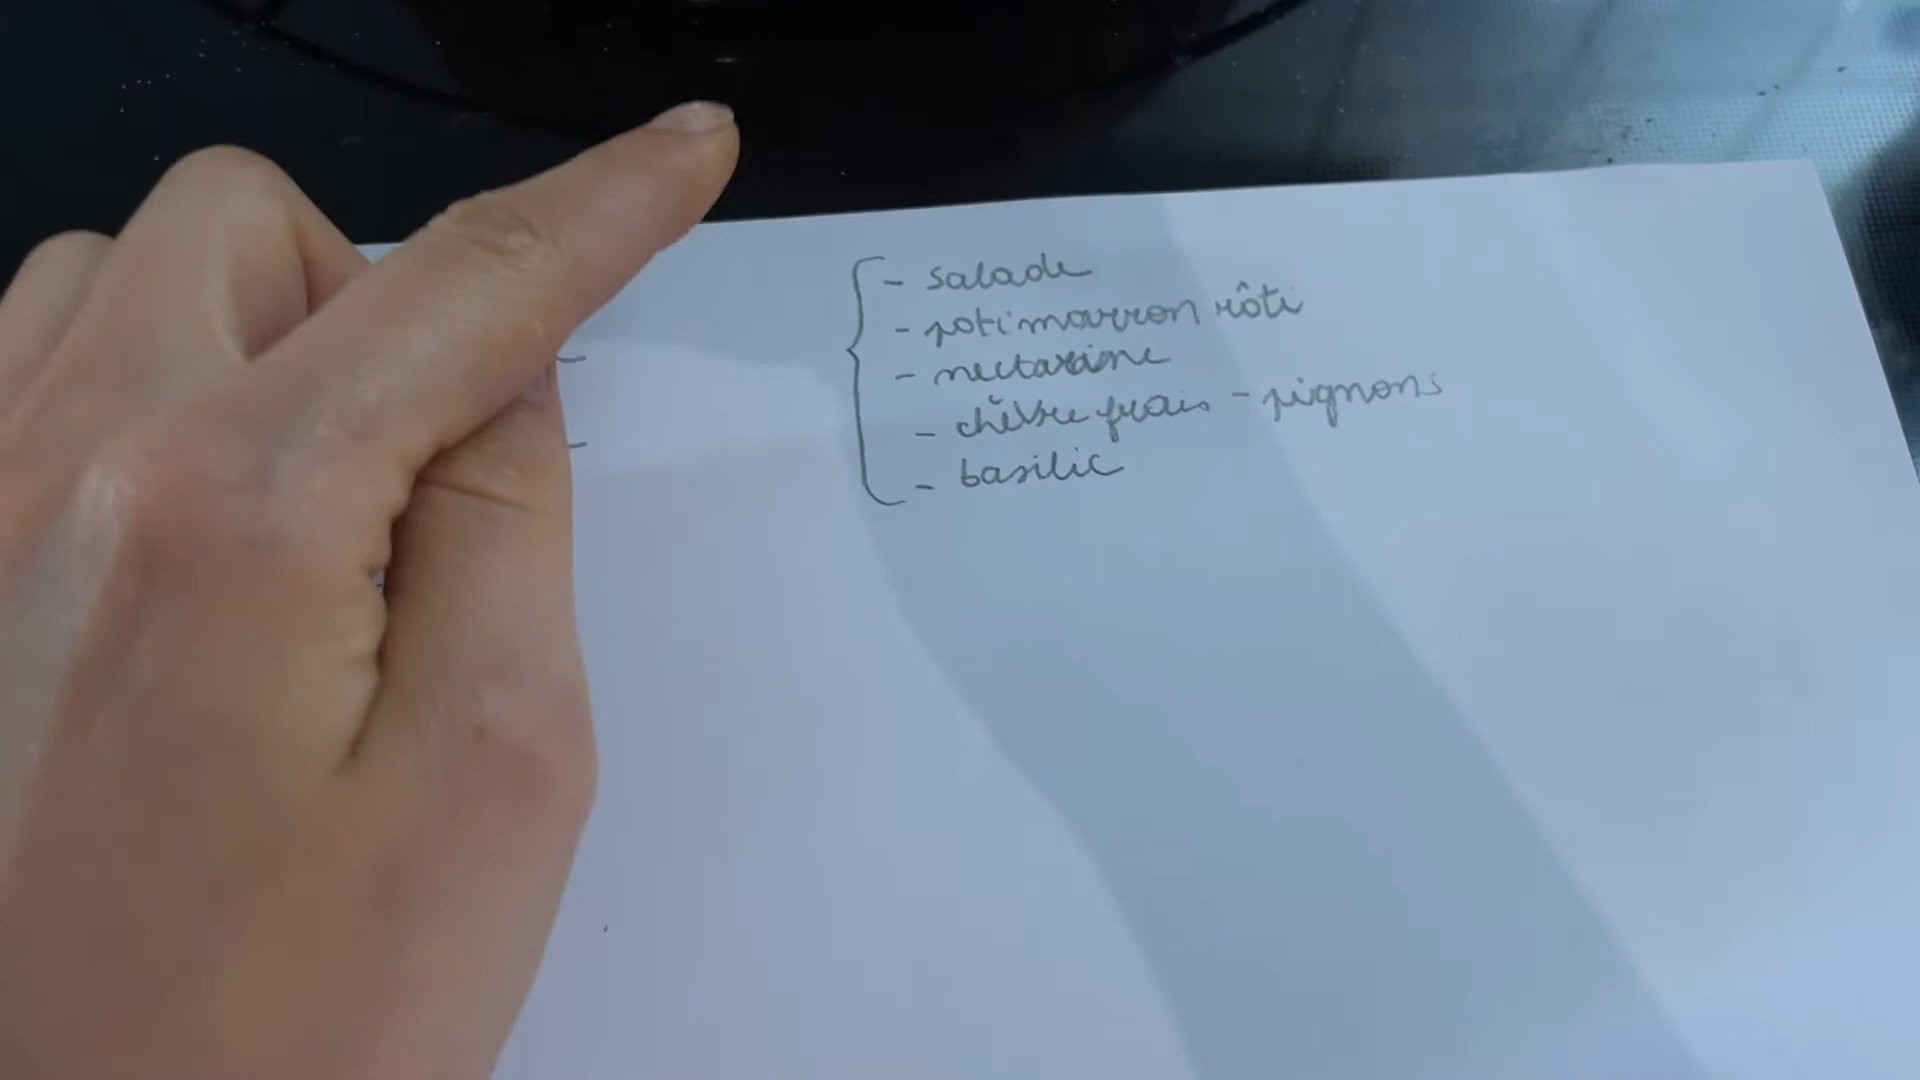 - salade
- potimarron rôti
- nectarine
- chèvre frais - pignons
- basilic